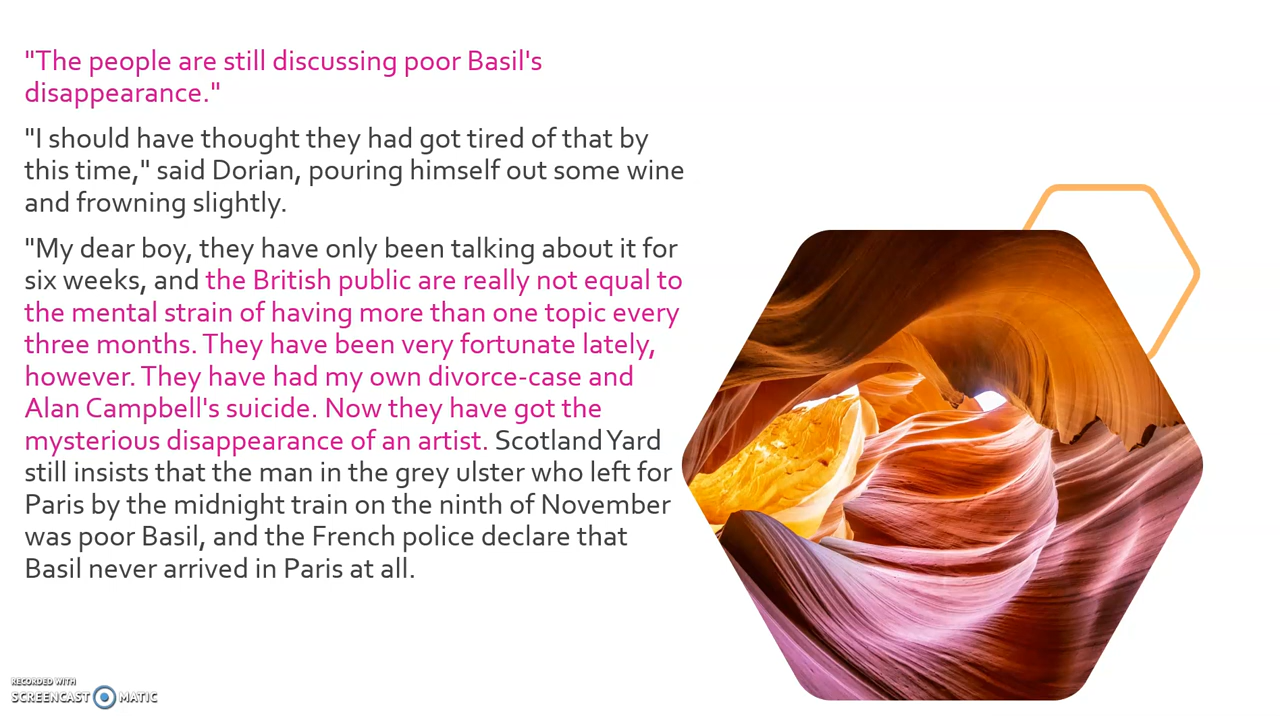 "The people are still discussing poor Basil's
disappearance."
"I should have thought they had got tired of that by
this time," said Dorian, pouring himself out some wine
and frowning slightly.
"My dear boy, they have only been talking about it for
six weeks, and the British public are really not equal to
the mental strain of having more than one topic every
three months. They have been very fortunate lately,
however. They have had my own divorce-case and
Alan Campbell's suicide. Now they have got the
mysterious disappearance of an artist. Scotland Yard
still insists that the man in the grey ulster who left for
Paris by the midnight train on the ninth of November
was poor Basil, and the French police declare that
Basil never arrived in Paris at all.
RECORDED WITH
SCREENCAST MATIC